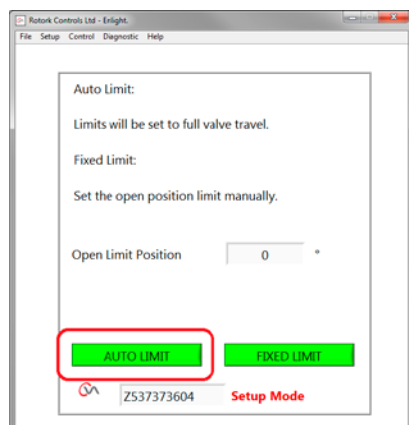 Rotork Controls Ltd - Enlight.
File Setup Control Diagnostic Help
Auto Limit:
Limits will be set to full valve travel.
Fixed Limit:
Set the open position limit manually.
Open Limit Position 0 °
AUTO LIMIT FIXED LIMIT
Z537373604 Setup Mode